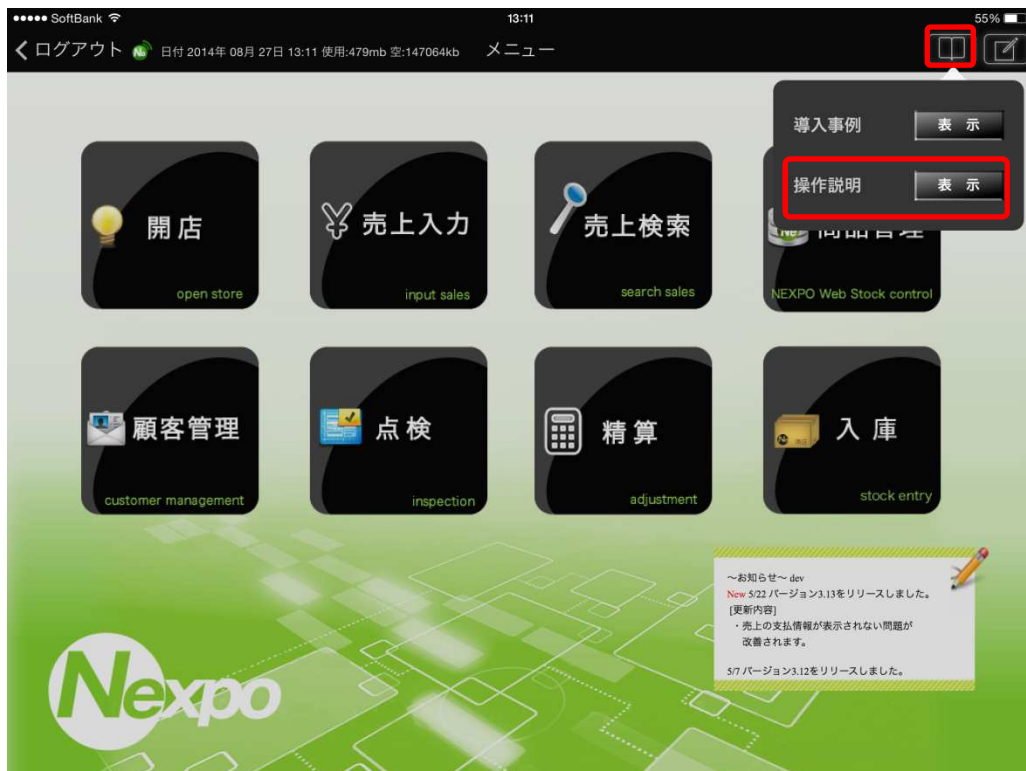 SoftBank 13:11 55%
ログアウト 日付 2014年 08月 27日 13:11 使用:479mb 空:147064kb メニュー
導入事例 表 示
操作説明 表 示
開店
open store
売上入力
input sales
売上検索
search sales
商品管理
NEXPO Web Stock control
顧客管理
customer management
点検
inspection
精算
adjustment
入庫
stock entry
〜お知らせ〜 dev
New 5/22 バージョン3.13をリリースしました。
[更新内容]
・売上の支払情報が表示されない問題が
改善されます。
5/7 バージョン3.12をリリースしました。
Nexpo